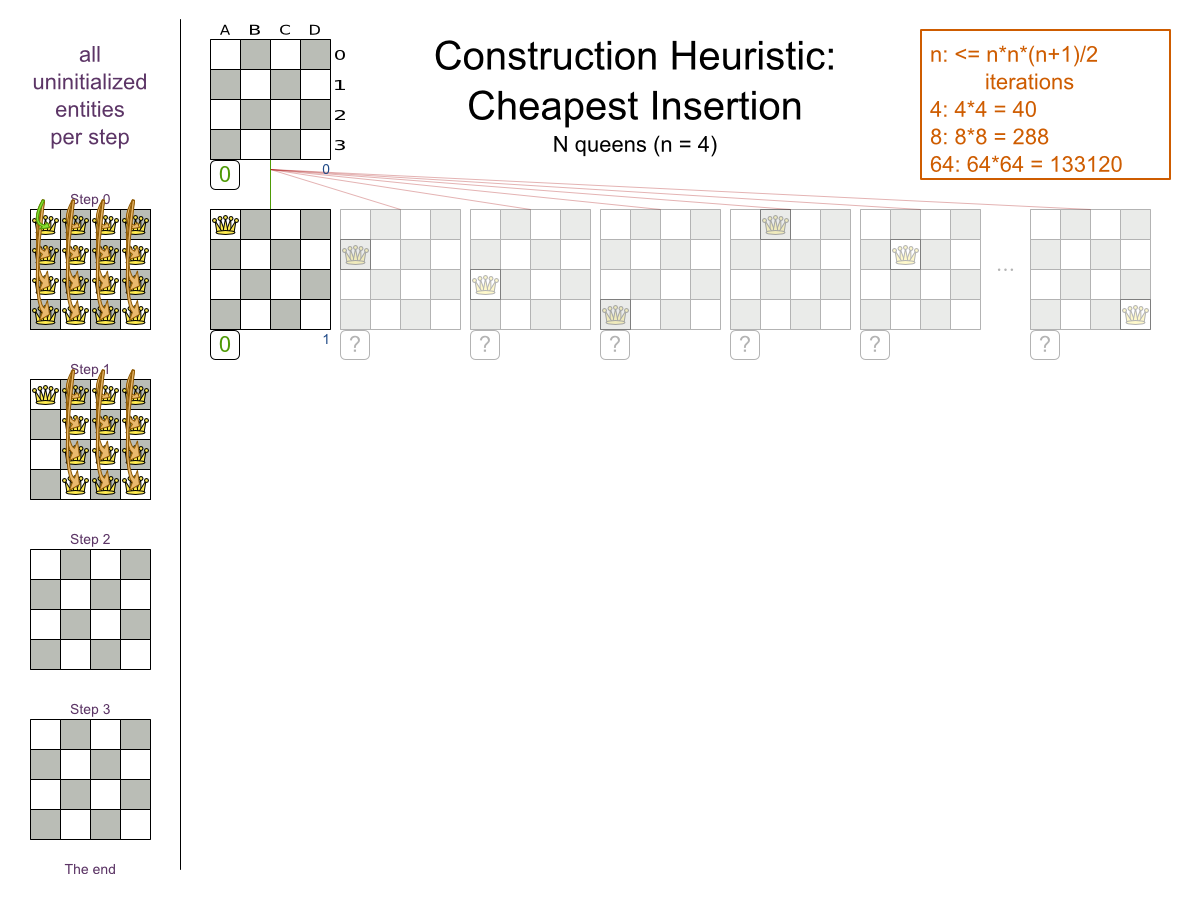 all
uninitialized
entities
per step
Step 0
Step 1
Step 2
Step 3
The end
A B C D
0
1
2
3
0
0
Construction Heuristic:
Cheapest Insertion
N queens (n = 4)
n: <= n*n*(n+1)/2
iterations
4: 4*4 = 40
8: 8*8 = 288
64: 64*64 = 133120
...
0
1
? ? ? ? ? ?